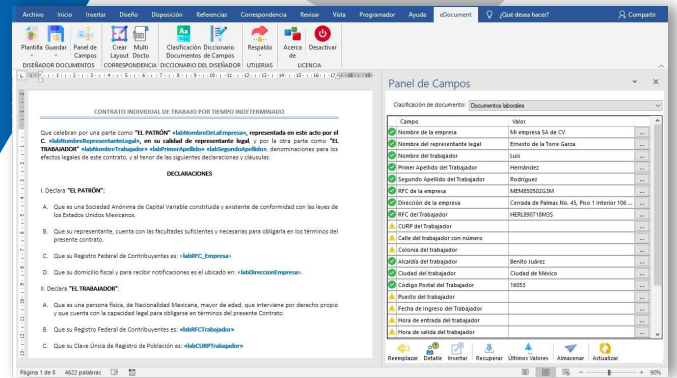 Archivo Inicio Insertar Diseño Disposición Referencias Correspondencia Revisar Vista Programador Ayuda eDocument ¿Qué desea hacer? Compartir
Plantilla Guardar Panel de Campos Crear Layout Multi Docto Clasificación Documentos Diccionario de Campos Respaldo Acerca de Desactivar
DISEÑADOR DOCUMENTOS CORRESPONDENCIA DICCIONARIO DEL DISEÑADOR UTILERIAS LICENCIA
CONTRATO INDIVIDUAL DE TRABAJO POR TIEMPO INDETERMINADO
Que celebran por una parte como "EL PATRÓN" «labNombreDeLaEmpresa», representada en este acto por el
C. «labNombreRepresentanteLegal», en su calidad de representante legal, y por la otra parte como "EL
TRABAJADOR" «labNombreTrabajador» «labPrimerApellido» «labSegundoApellido», denominaciones para los
efectos legales de este contrato, y al tenor de las siguientes declaraciones y cláusulas:
DECLARACIONES
I. Declara "EL PATRÓN":
A. Que es una Sociedad Anónima de Capital Variable constituida y existente de conformidad con las leyes de
los Estados Unidos Mexicanos.
B. Que su representante, cuenta con las facultades suficientes y necesarias para obligarla en los términos del
presente contrato.
C. Que su Registro Federal de Contribuyentes es: «labRFC_Empresa»
D. Que su domicilio fiscal y para recibir notificaciones es el ubicado en: «labDireccionEmpresa».
II. Declara "EL TRABAJADOR":
A. Que es una persona física, de Nacionalidad Mexicana, mayor de edad, que interviene por derecho propio
y que cuenta con la capacidad legal para obligarse en términos del presente Contrato.
B. Que su Registro Federal de Contribuyentes es: «labRFCTrabajador»
C. Que su Clave Única de Registro de Población es: «labCURPTrabajador»
Panel de Campos
Clasificación de documento: Documentos laborales
Campo Valor
Nombre de la empresa Mi empresa SA de CV ...
Nombre del representante legal Ernesto de la Torre Garza ...
Nombre del trabajador Luis ...
Primer Apellido del Trabajador Hernández ...
Segundo Apellido del Trabajador Rodríguez ...
RFC de la empresa MEM850502G3M ...
Dirección de la empresa Cerrada de Palmas No. 45, Piso 1 Interior 106 ... ...
RFC del Trabajador HERL890718M3S ...
CURP del Trabajador ...
Calle del trabajador con número ...
Colonia del trabajador ...
Alcaldía del trabajador Benito Juárez ...
Ciudad del trabajador Ciudad de México ...
Código Postal del Trabajador 16053 ...
Puesto del trabajador ...
Fecha de Ingreso del Trabajador ...
Hora de entrada del trabajador ...
Hora de salida del trabajador ...
Reemplazar Detalle Insertar Recuperar Últimos Valores Almacenar Actualizar
Página 1 de 8 4622 palabras 90%